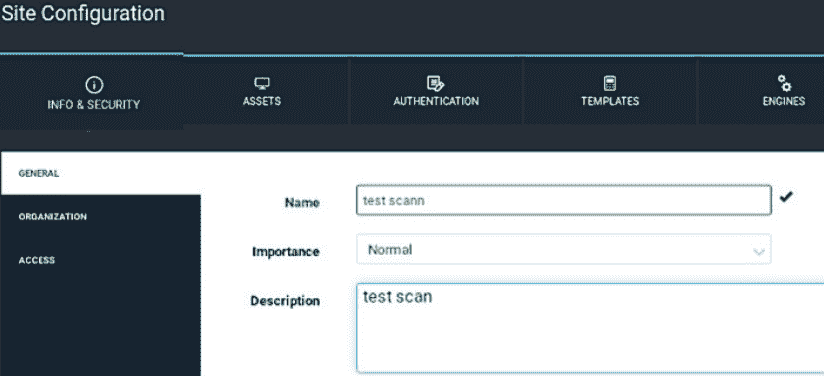 Site Configuration
INFO & SECURITY
ASSETS
AUTHENTICATION
TEMPLATES
ENGINES
GENERAL
Name
test scann
ORGANIZATION
Importance
Normal
ACCESS
Description
test scan